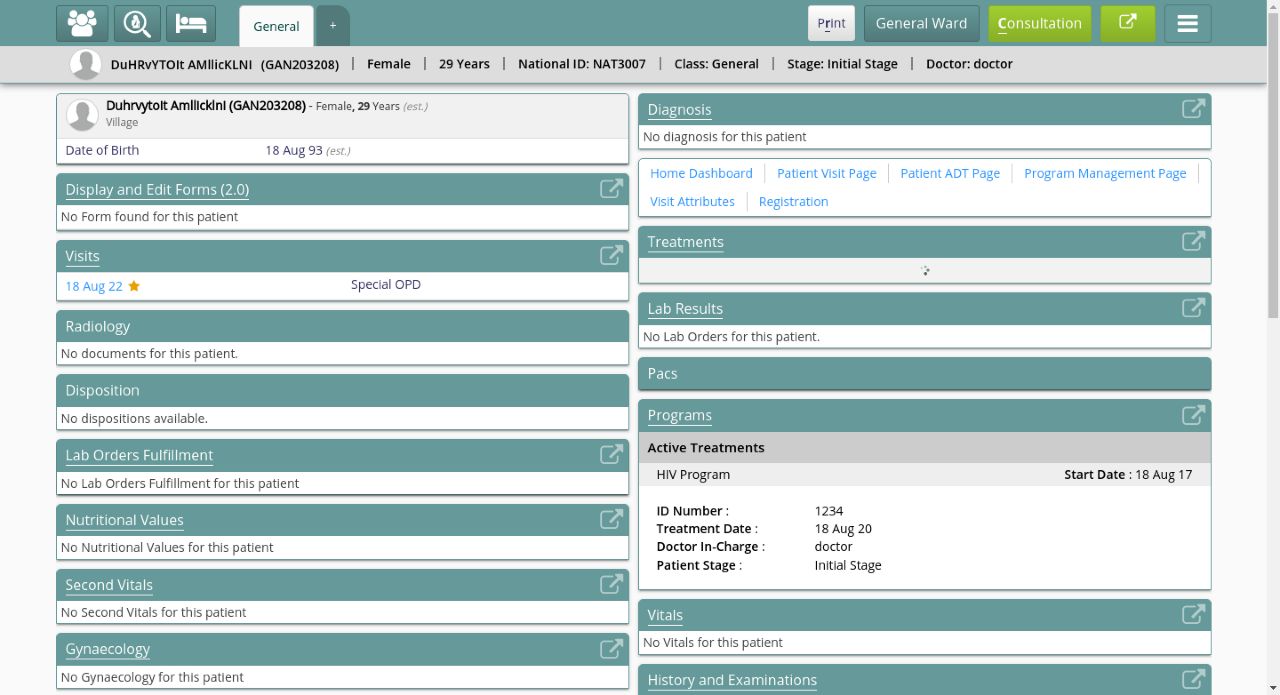 General
+
Print
General Ward
Consultation
DuHRvYTOIt AMIlicKLNI (GAN203208) | Female | 29 Years | National ID: NAT3007 | Class: General | Stage: Initial Stage | Doctor: doctor
Duhrvytoit Amlickini (GAN203208) - Female, 29 Years (est.)
Village
Date of Birth 18 Aug 93 (est.)
Display and Edit Forms (2.0)
No Form found for this patient
Visits
18 Aug 22 Special OPD
Radiology
No documents for this patient.
Disposition
No dispositions available.
Lab Orders Fulfillment
No Lab Orders Fulfillment for this patient
Nutritional Values
No Nutritional Values for this patient
Second Vitals
No Second Vitals for this patient
Gynaecology
No Gynaecology for this patient
Diagnosis
No diagnosis for this patient
Home Dashboard | Patient Visit Page | Patient ADT Page | Program Management Page |
Visit Attributes | Registration
Treatments
Lab Results
No Lab Orders for this patient.
Pacs
Programs
Active Treatments
HIV Program Start Date : 18 Aug 17
ID Number : 1234
Treatment Date : 18 Aug 20
Doctor In-Charge : doctor
Patient Stage : Initial Stage
Vitals
No Vitals for this patient
History and Examinations